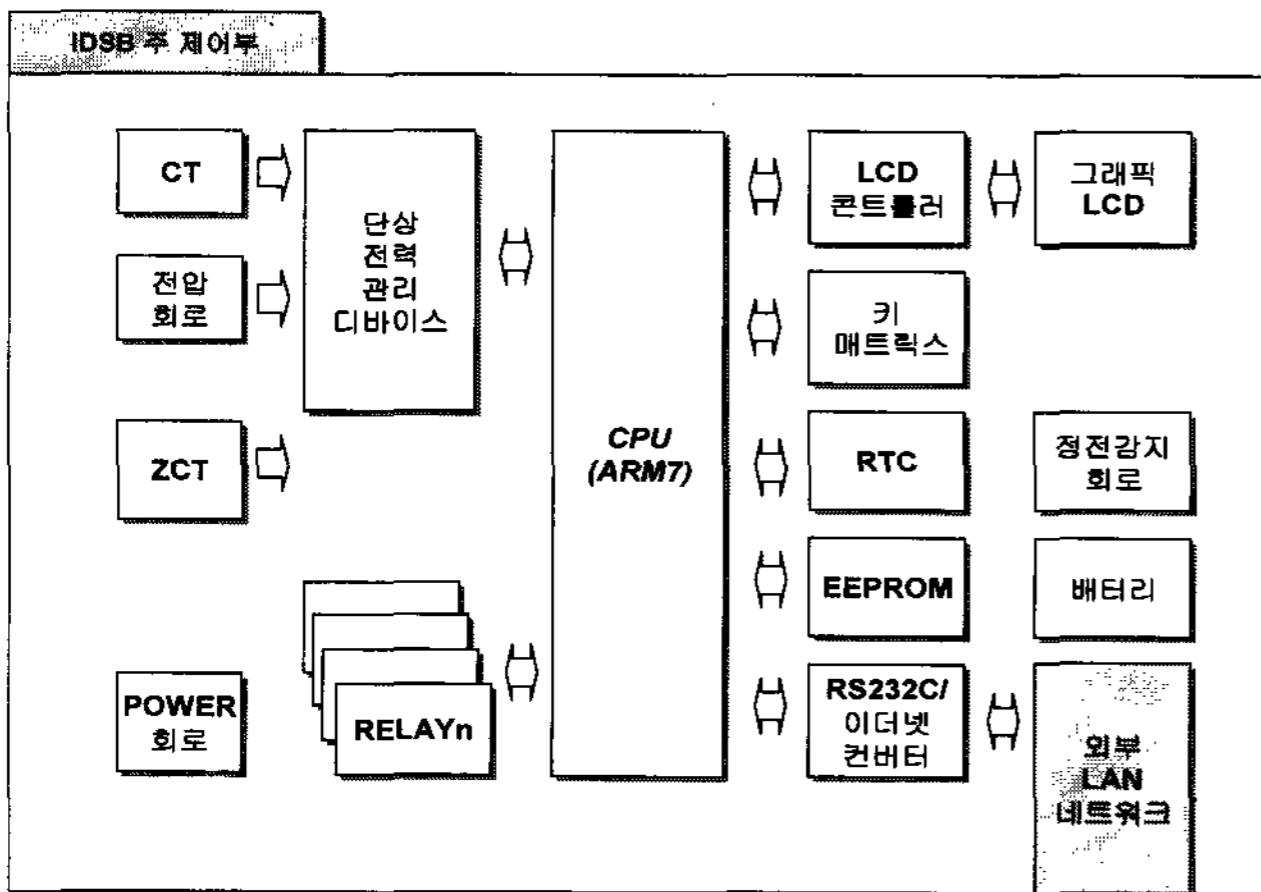 IDSB 주 제어부
CT
전압
회로
ZCT
POWER
회로
단상
전력
관리
디바이스
RELAYn
CPU
(ARM7)
LCD
콘트롤러
키
매트릭스
RTC
EEPROM
RS232C/
이더넷
컨버터
그래픽
LCD
정전감지
회로
배터리
외부
LAN
네트워크